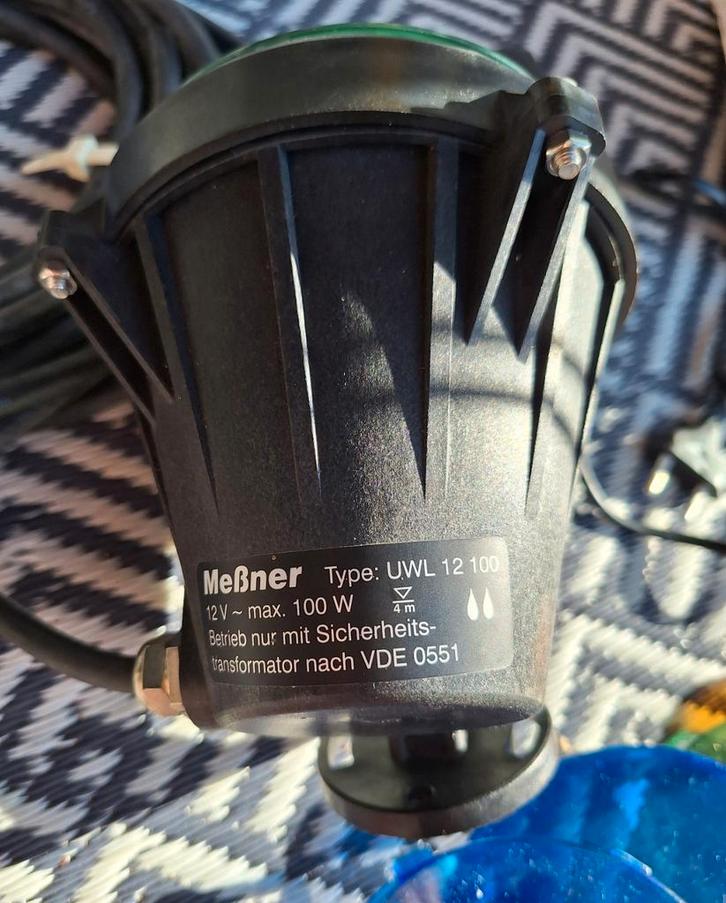 Meßner Type: UWL 12 100
12 V ~ max. 100 W 4 m
Betrieb nur mit Sicherheits-
transformator nach VDE 0551